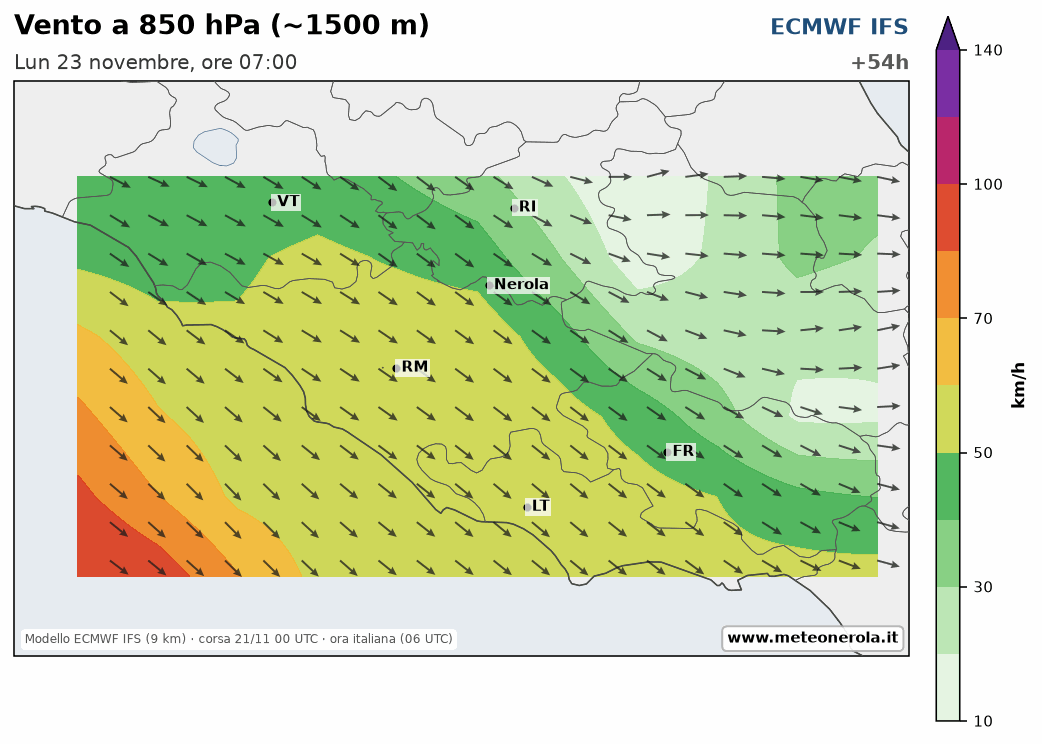 Vento a 850 hPa (~1500 m)
ECMWF IFS
Lun 23 novembre, ore 07:00
+54h
140
100
70
50
30
10
km/h
VT
RI
Nerola
RM
FR
LT
Modello ECMWF IFS (9 km) · corsa 21/11 00 UTC · ora italiana (06 UTC)
www.meteonerola.it